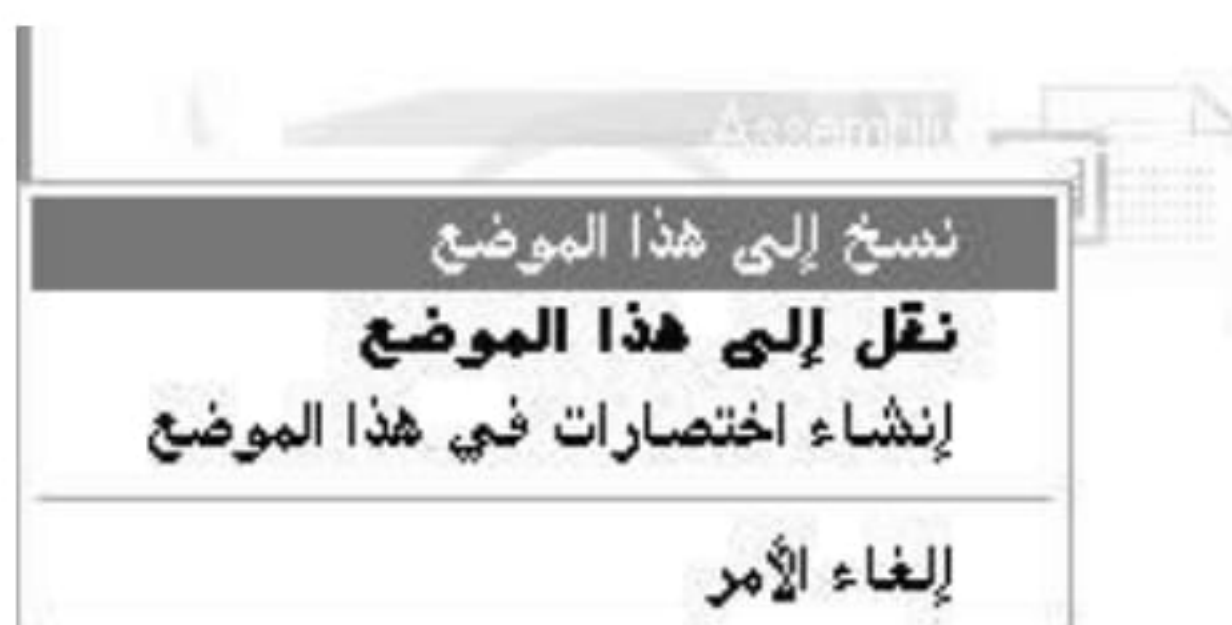 نسخ إلى هذا الموضع
نقل إلى هذا الموضع
إنشاء اختصارات في هذا الموضع
إلغاء الأمر